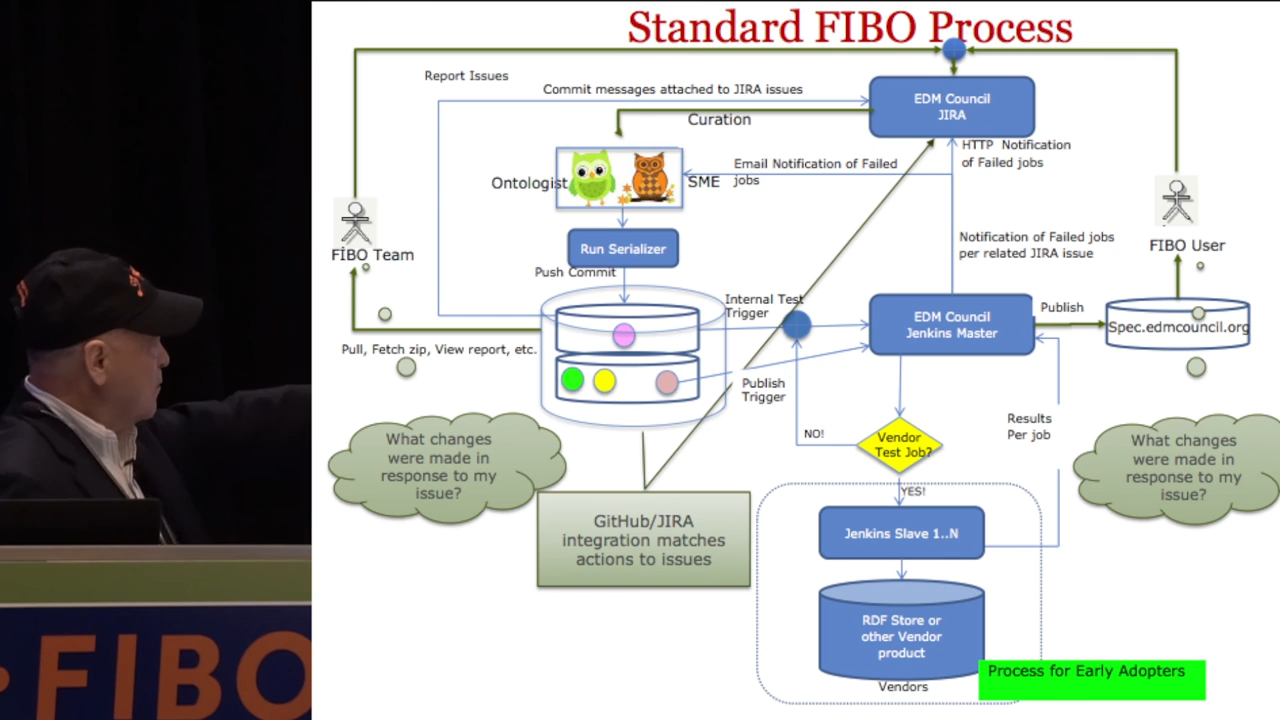 Standard FIBO Process
Report Issues
Commit messages attached to JIRA issues
EDM Council
JIRA
Curation
HTTP Notification
of Failed jobs
Email Notification of Failed
jobs
Ontologist
SME
FIBO Team
Run Serializer
Notification of Failed jobs
per related JIRA issue
FIBO User
Push Commit
Internal Test
Trigger
EDM Council
Jenkins Master
Publish
Spec.edmcouncil.org
Pull, Fetch zip, View report, etc.
Publish
Trigger
NO!
Vendor
Test Job?
Results
Per job
What changes
were made in
response to my
issue?
What changes
were made in
response to my
issue?
YES!
GitHub/JIRA
integration matches
actions to issues
Jenkins Slave 1..N
RDF Store or
other Vendor
product
Vendors
Process for Early Adopters
FIBO